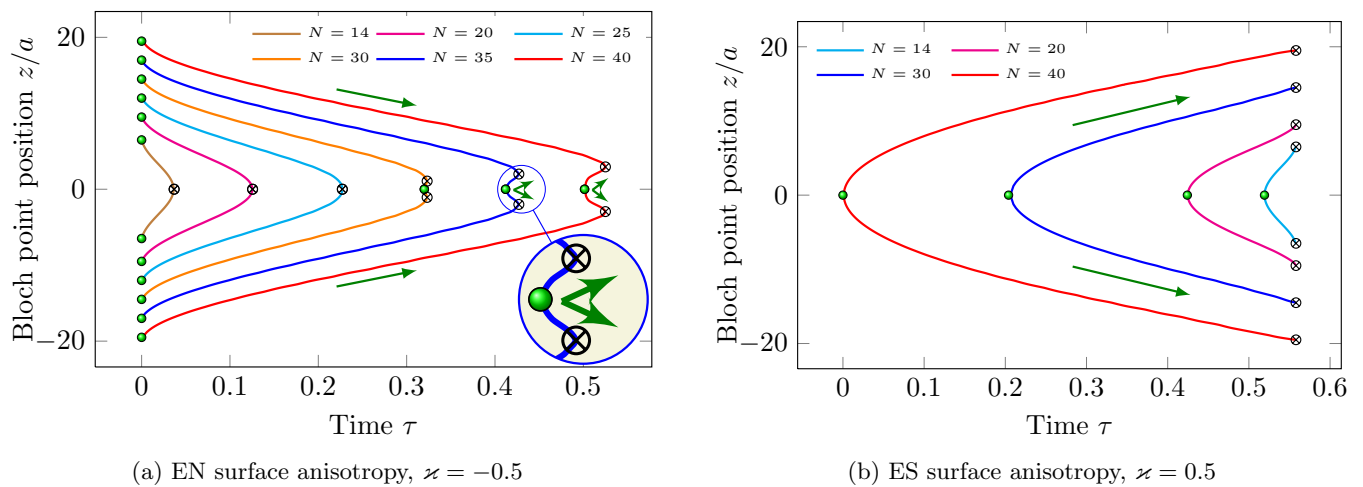 N = 14 N = 20 N = 25
N = 30 N = 35 N = 40
20
0
−20
Bloch point position z/a
0 0.1 0.2 0.3 0.4 0.5
Time τ
(a) EN surface anisotropy, ϰ = −0.5
N = 14 N = 20
N = 30 N = 40
20
0
−20
Bloch point position z/a
0 0.1 0.2 0.3 0.4 0.5 0.6
Time τ
(b) ES surface anisotropy, ϰ = 0.5